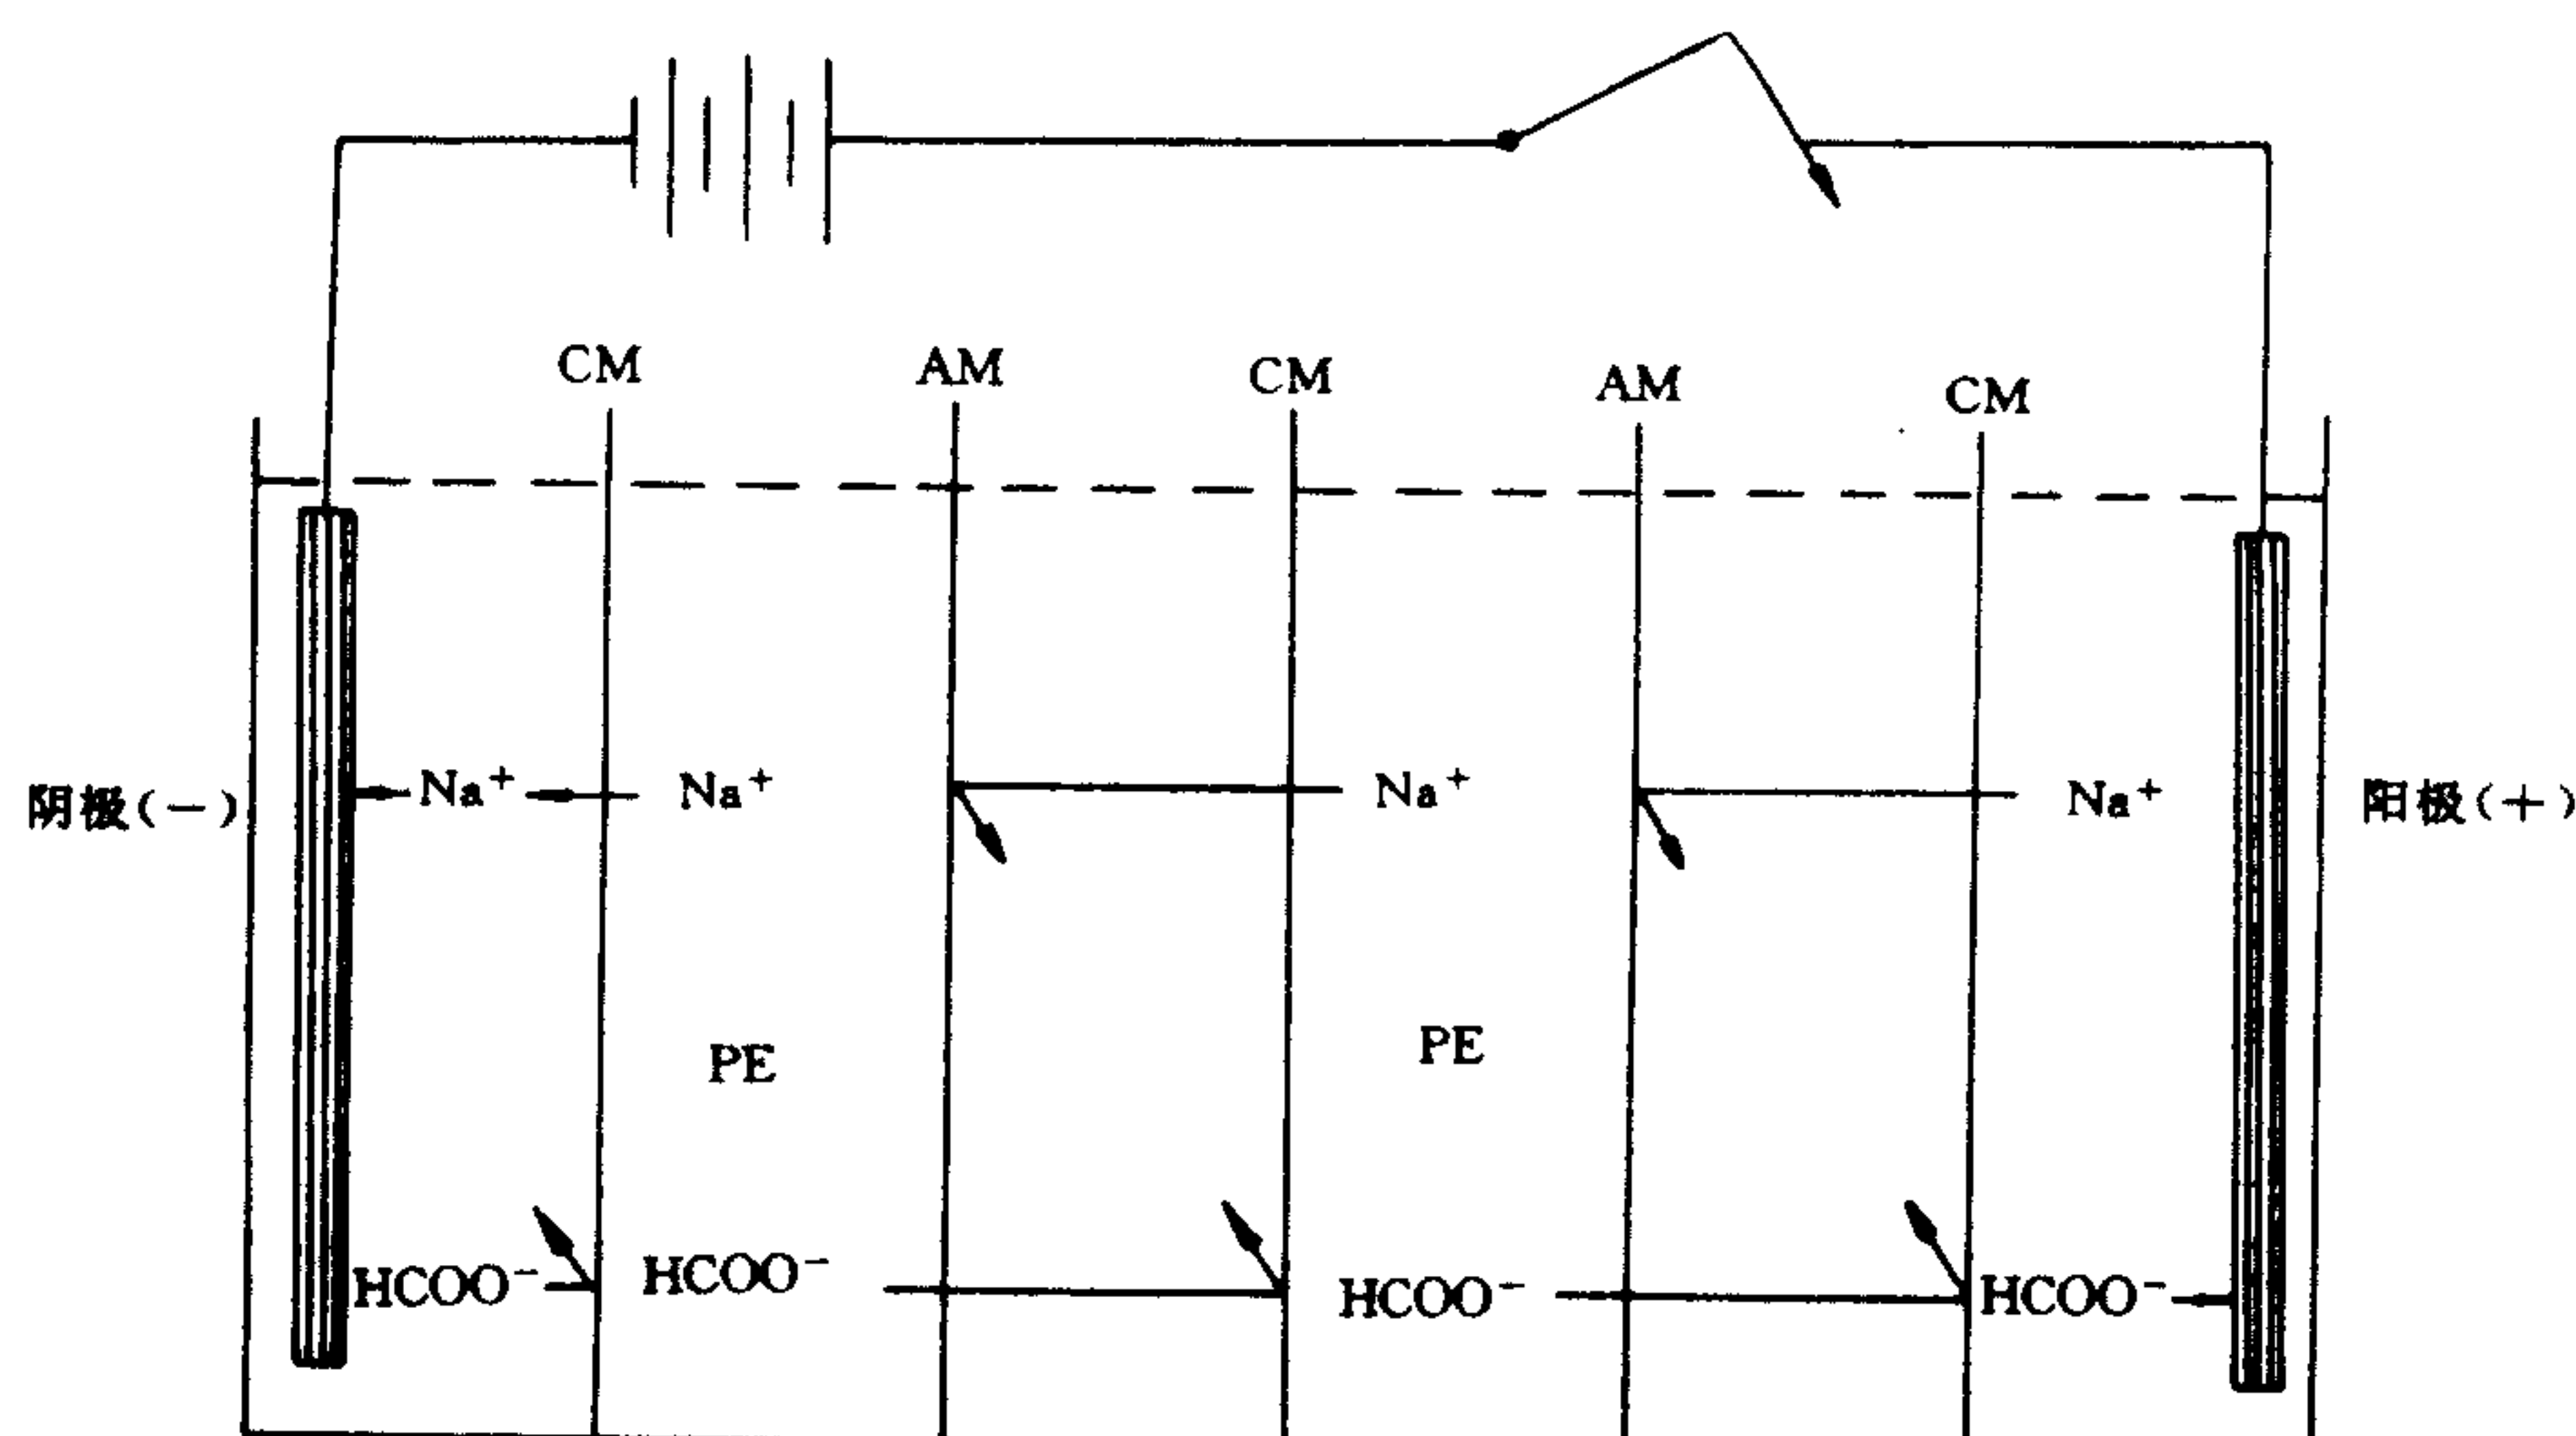 CM AM CM AM CM
阴极(－) Na⁺ Na⁺ Na⁺ Na⁺ 阳极(＋)
PE PE
HCOO⁻ HCOO⁻ HCOO⁻ HCOO⁻